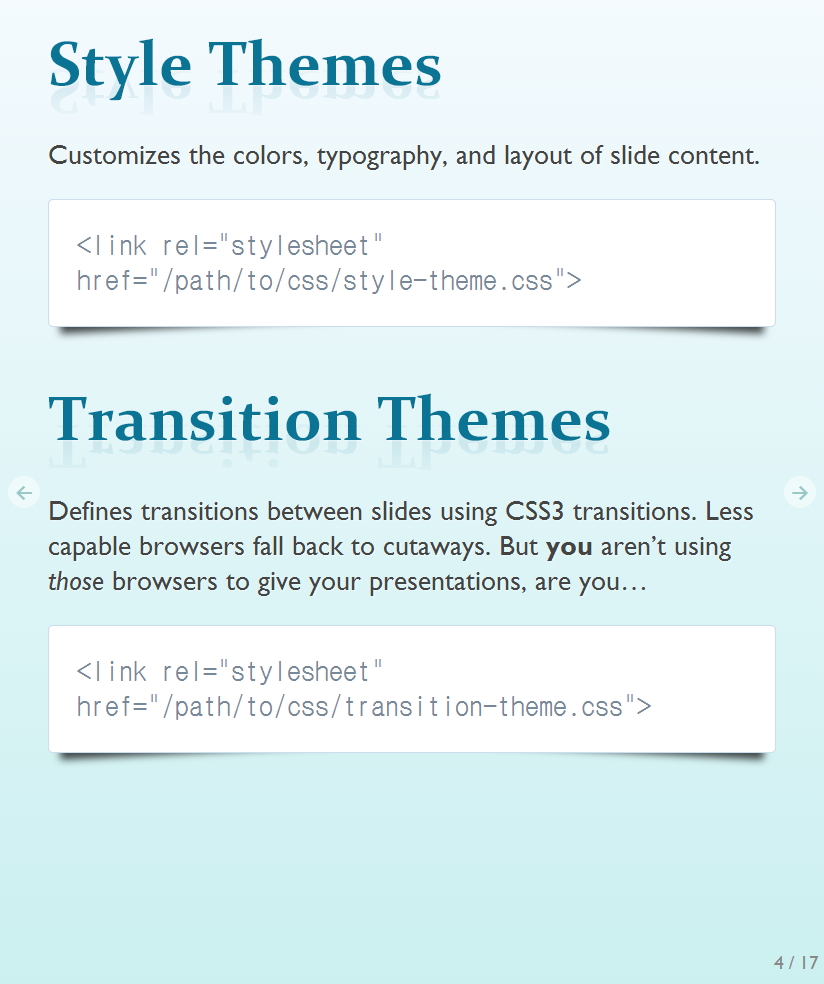 Style Themes
Customizes the colors, typography, and layout of slide content.
<link rel="stylesheet"
href="/path/to/css/style-theme.css">
Transition Themes
Defines transitions between slides using CSS3 transitions. Less
capable browsers fall back to cutaways. But you aren’t using
those browsers to give your presentations, are you…
<link rel="stylesheet"
href="/path/to/css/transition-theme.css">
4 / 17